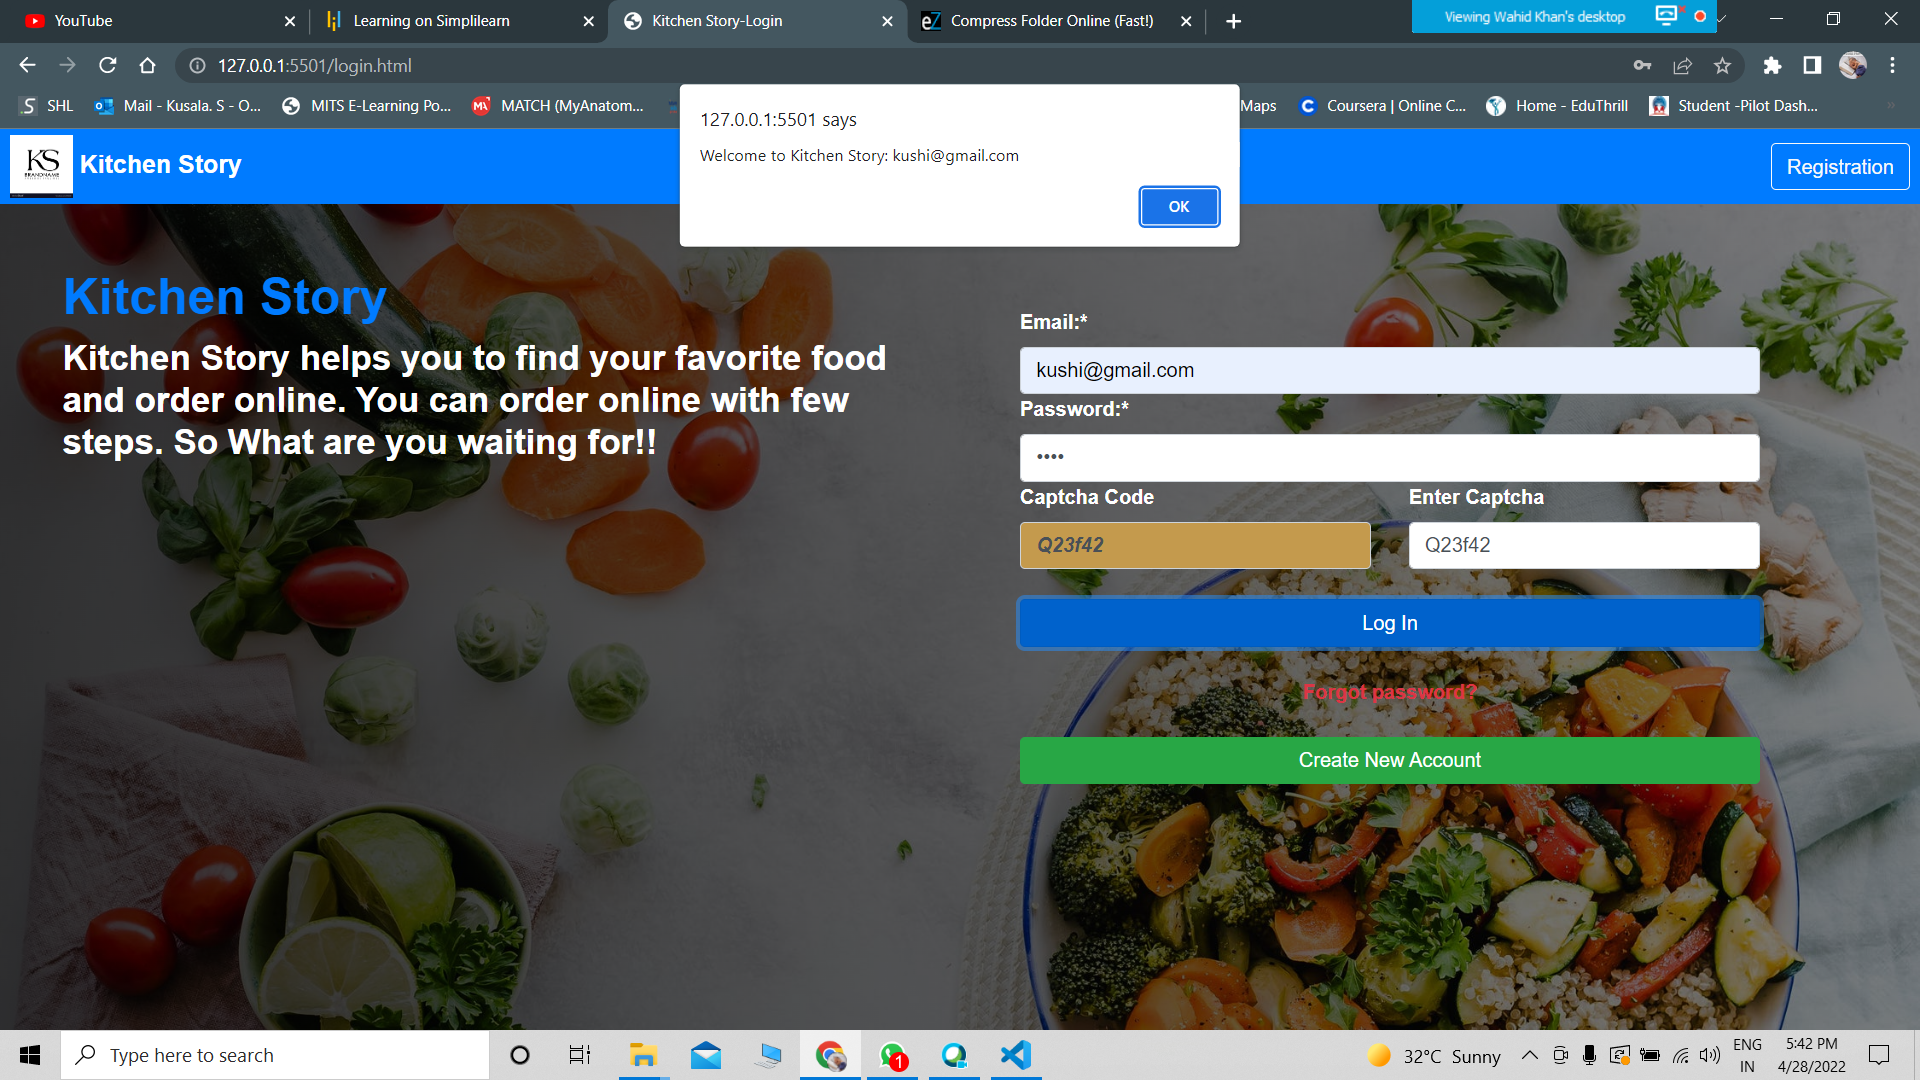 YouTube
Learning on Simplilearn
Kitchen Story-Login
eZ Compress Folder Online (Fast!)
Viewing Wahid Khan's desktop
127.0.0.1:5501/login.html
SHL
Mail - Kusala. S - O...
MITS E-Learning Po...
MATCH (MyAnatom...
Maps
Coursera | Online C...
Home - EduThrill
Student -Pilot Dash...
127.0.0.1:5501 says
Welcome to Kitchen Story: kushi@gmail.com
OK
KS
BRANDNAME
Kitchen Story
Registration
Kitchen Story
Kitchen Story helps you to find your favorite food
and order online. You can order online with few
steps. So What are you waiting for!!
Email:*
kushi@gmail.com
Password:*
••••
Captcha Code
Enter Captcha
Q23f42
Q23f42
Log In
Forgot password?
Create New Account
Type here to search
1
32°C Sunny
ENG
IN
5:42 PM
4/28/2022